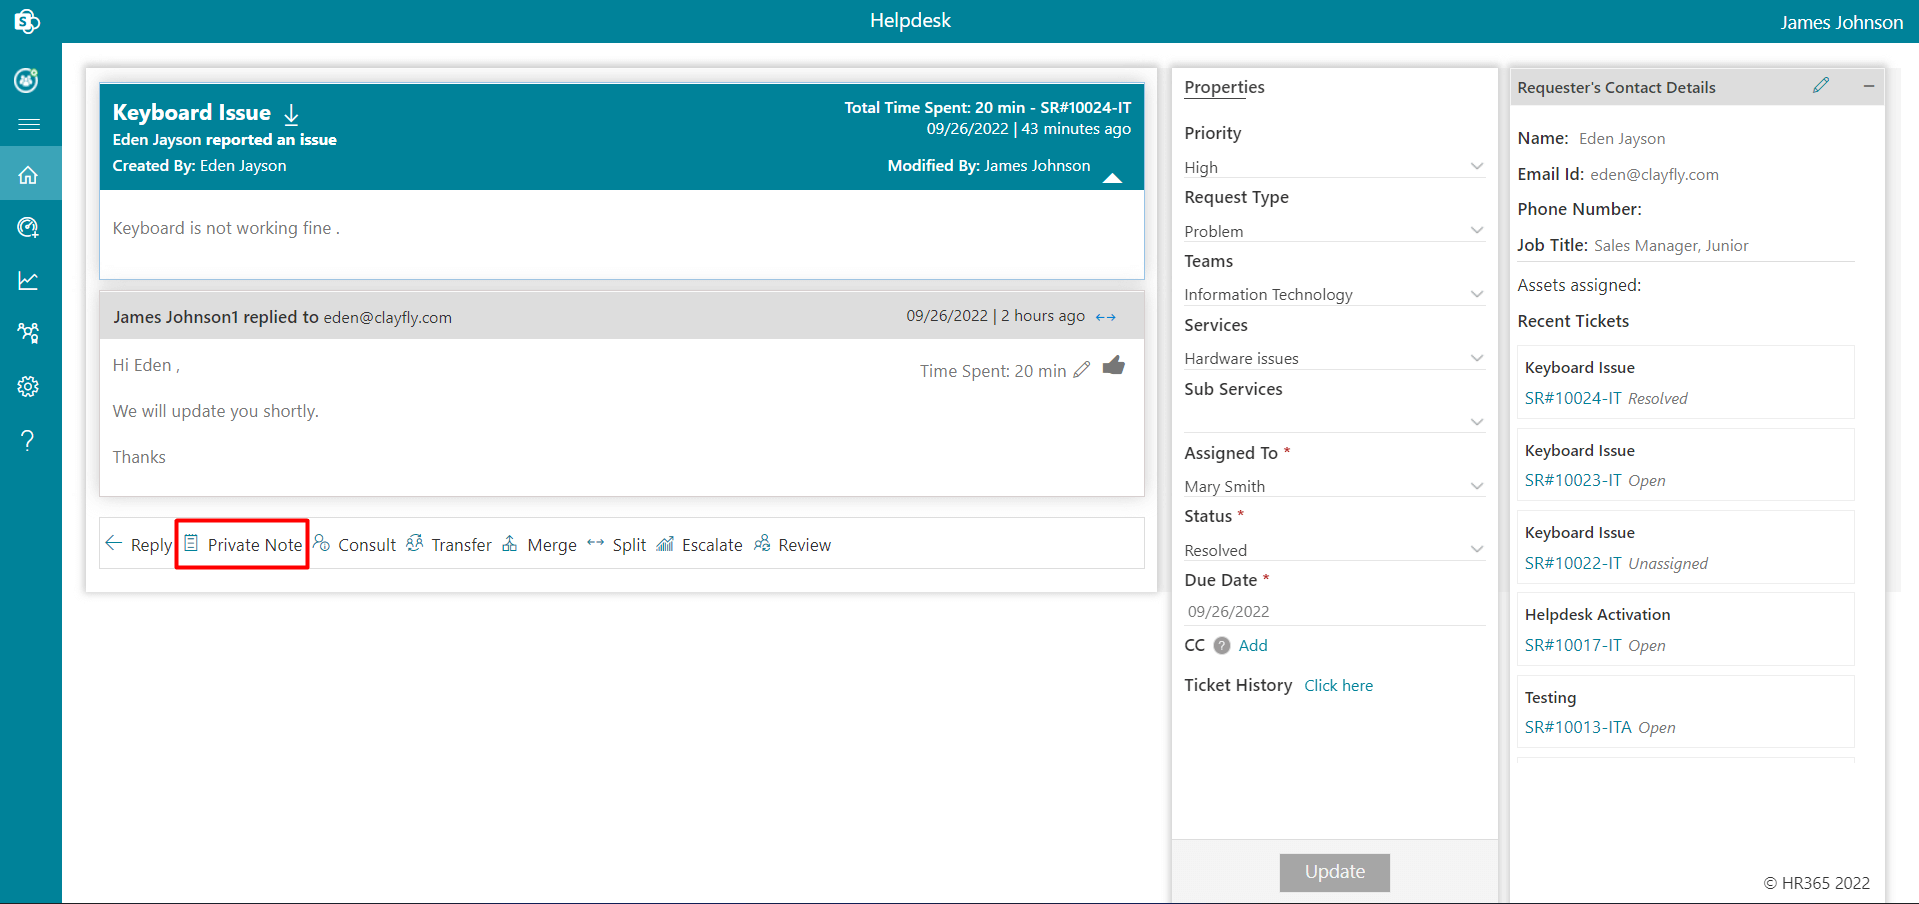 Helpdesk
James Johnson
Keyboard Issue
Total Time Spent: 20 min - SR#10024-IT
09/26/2022 | 43 minutes ago
Eden Jayson reported an issue
Created By: Eden Jayson
Modified By: James Johnson
Keyboard is not working fine .
James Johnson1 replied to eden@clayfly.com
09/26/2022 | 2 hours ago
Hi Eden ,
Time Spent: 20 min
We will update you shortly.
Thanks
Reply Private Note Consult Transfer Merge Split Escalate Review
Properties
Priority
High
Request Type
Problem
Teams
Information Technology
Services
Hardware issues
Sub Services
Assigned To *
Mary Smith
Status *
Resolved
Due Date *
09/26/2022
CC ? Add
Ticket History Click here
Update
Requester's Contact Details
Name: Eden Jayson
Email Id: eden@clayfly.com
Phone Number:
Job Title: Sales Manager, Junior
Assets assigned:
Recent Tickets
Keyboard Issue
SR#10024-IT Resolved
Keyboard Issue
SR#10023-IT Open
Keyboard Issue
SR#10022-IT Unassigned
Helpdesk Activation
SR#10017-IT Open
Testing
SR#10013-ITA Open
© HR365 2022